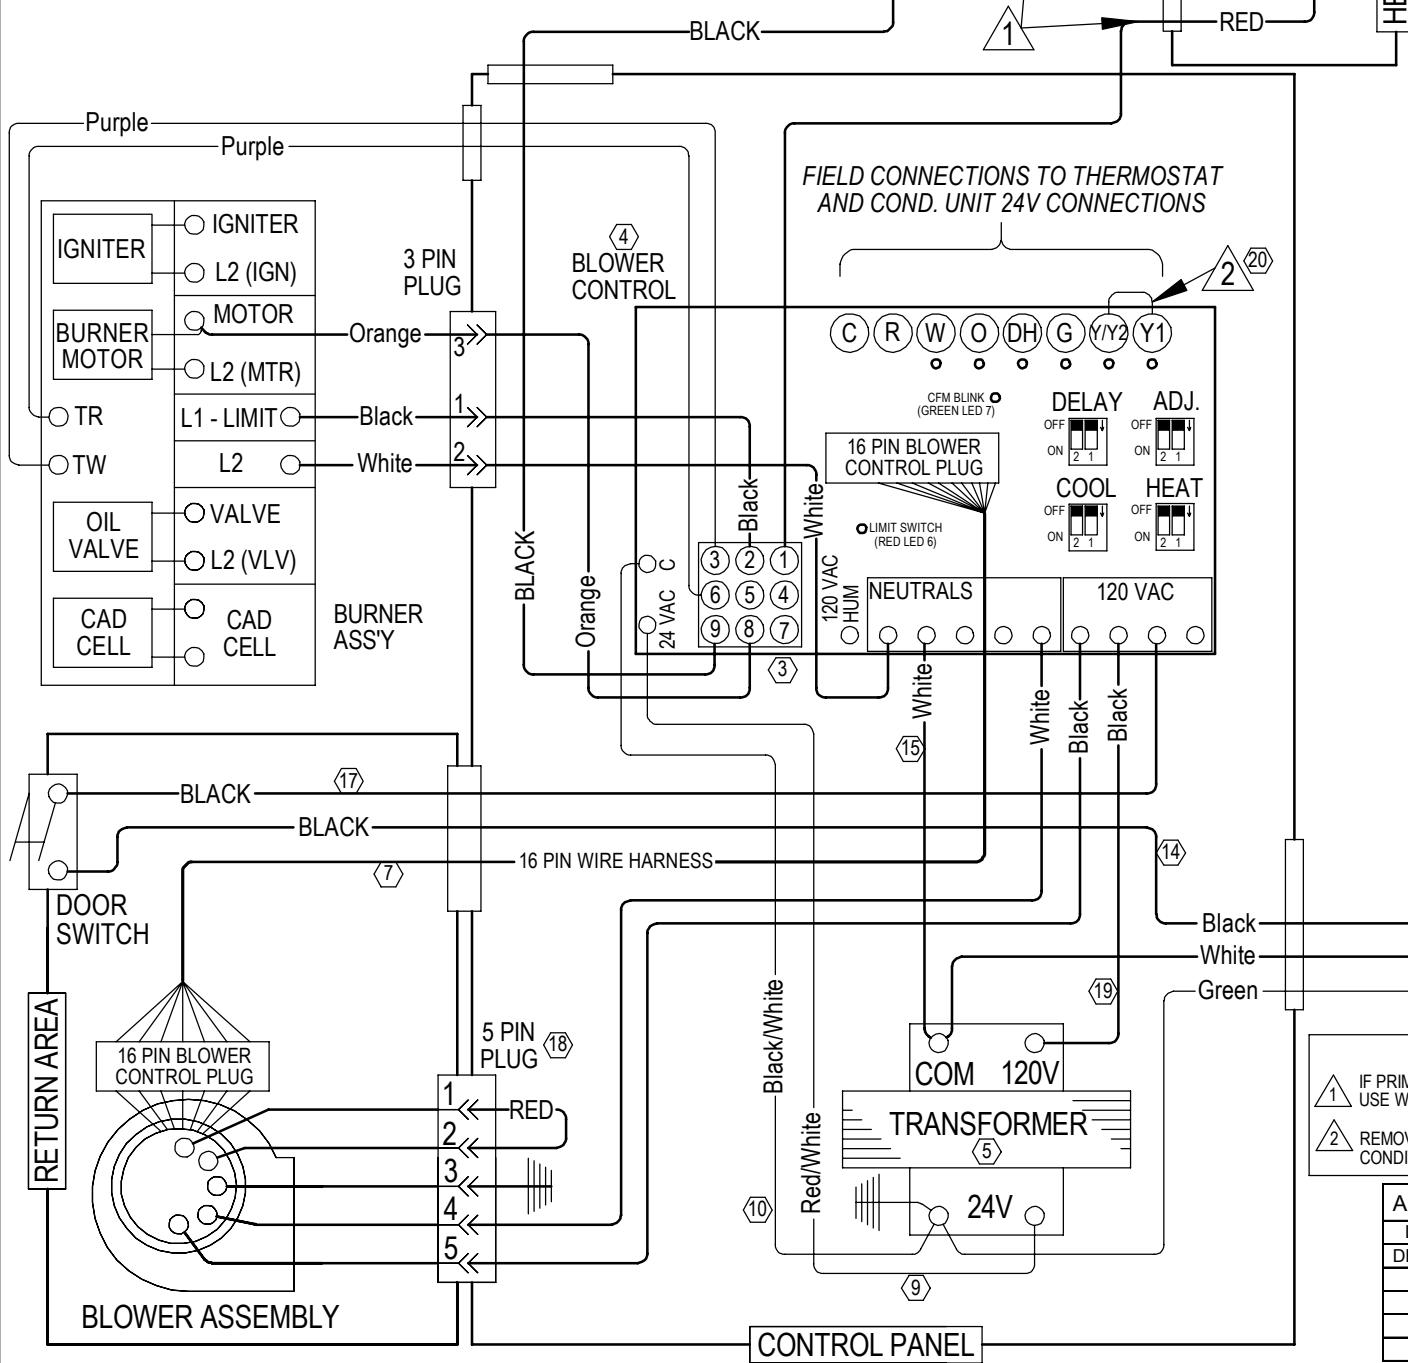 BLACK
1
RED
Purple
Purple
FIELD CONNECTIONS TO THERMOSTAT
AND COND. UNIT 24V CONNECTIONS
IGNITER
IGNITER
L2 (IGN)
BURNER
MOTOR
MOTOR
L2 (MTR)
TR
L1 - LIMIT
TW
L2
OIL
VALVE
VALVE
L2 (VLV)
CAD
CELL
CAD
CELL
BURNER
ASS'Y
3 PIN
PLUG
3
1
2
Orange
Black
White
4
BLOWER
CONTROL
2
20
C
R
W
O
DH
G
Y/Y2
Y1
CFM BLINK
(GREEN LED 7)
DELAY
OFF
ON
2 1
ADJ.
OFF
ON
2 1
16 PIN BLOWER
CONTROL PLUG
COOL
OFF
ON
2 1
HEAT
OFF
ON
2 1
LIMIT SWITCH
(RED LED 6)
BLACK
Orange
Black
White
C
24 VAC
3 2 1
6 5 4
9 8 7
3
120 VAC
HUM
NEUTRALS
120 VAC
White
White
Black
Black
15
17
BLACK
BLACK
7
16 PIN WIRE HARNESS
14
DOOR
SWITCH
Black
White
Green
19
RETURN AREA
16 PIN BLOWER
CONTROL PLUG
5 PIN
PLUG
18
1
2
3
4
5
RED
Black/White
Red/White
COM
120V
TRANSFORMER
5
24V
10
9
1
IF
USE
2
BLOWER ASSEMBLY
CONTROL PANEL